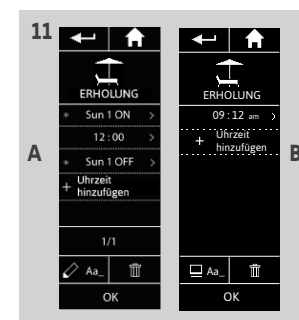 11
A
ERHOLUNG
Sun 1 ON >
12:00 >
Sun 1 OFF >
+ Uhrzeit
hinzufügen
1/1
Aa_
OK
ERHOLUNG
09:12 am >
+ Uhrzeit
hinzufügen
Aa_
OK
B